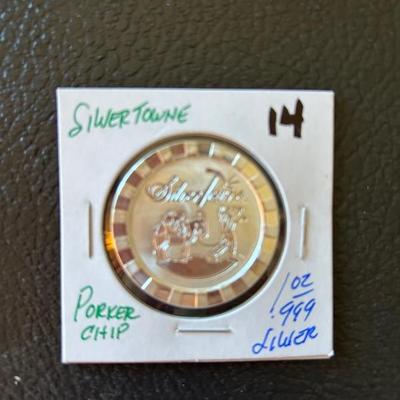 SILVERTOWNE
14
SilverTowne
PORKER
CHIP
1 OZ
.999
SILVER